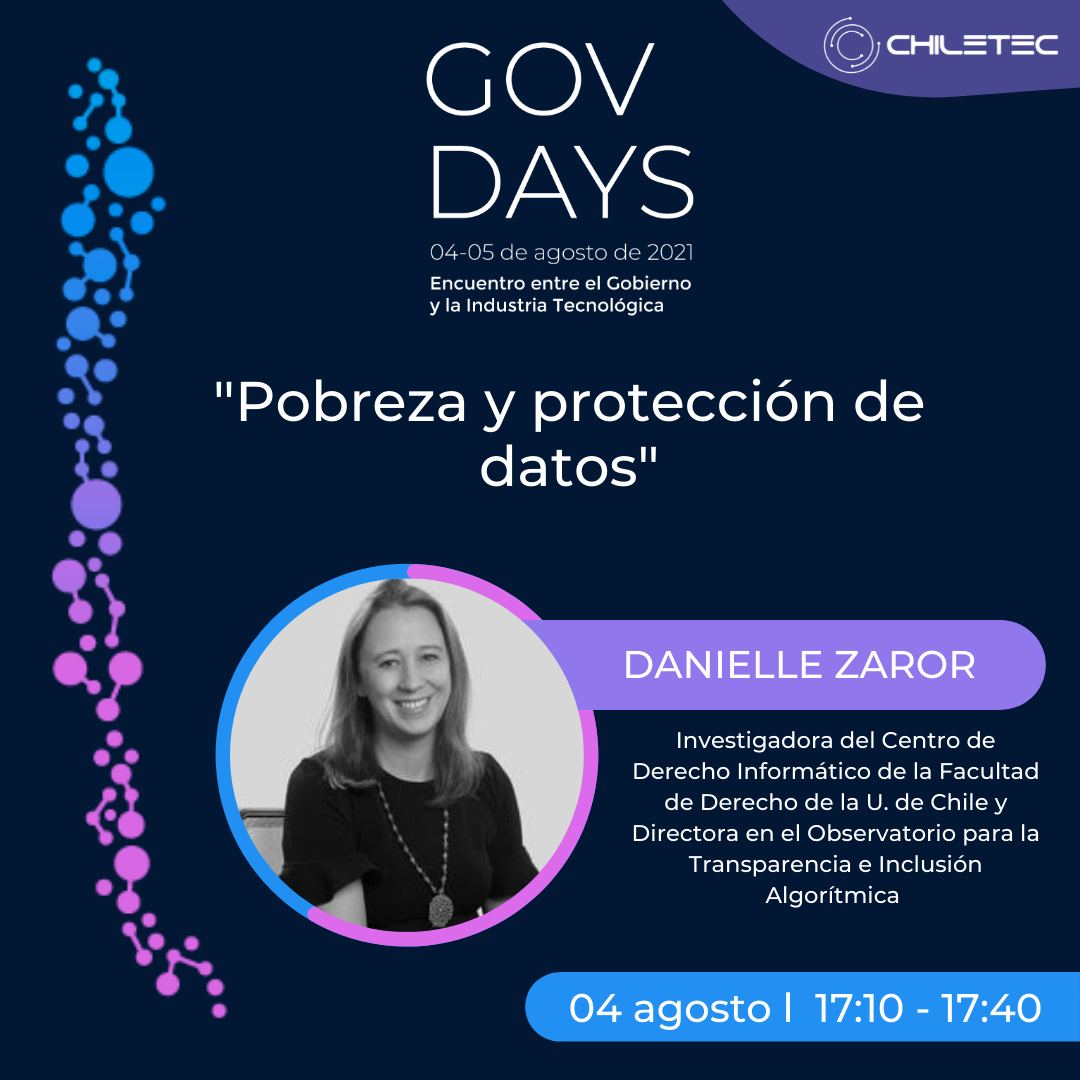 CHILETEC
GOV
DAYS
04-05 de agosto de 2021
Encuentro entre el Gobierno
y la Industria Tecnológica
"Pobreza y protección de
datos"
DANIELLE ZAROR
Investigadora del Centro de
Derecho Informático de la Facultad
de Derecho de la U. de Chile y
Directora en el Observatorio para la
Transparencia e Inclusión
Algorítmica
04 agosto l 17:10 - 17:40